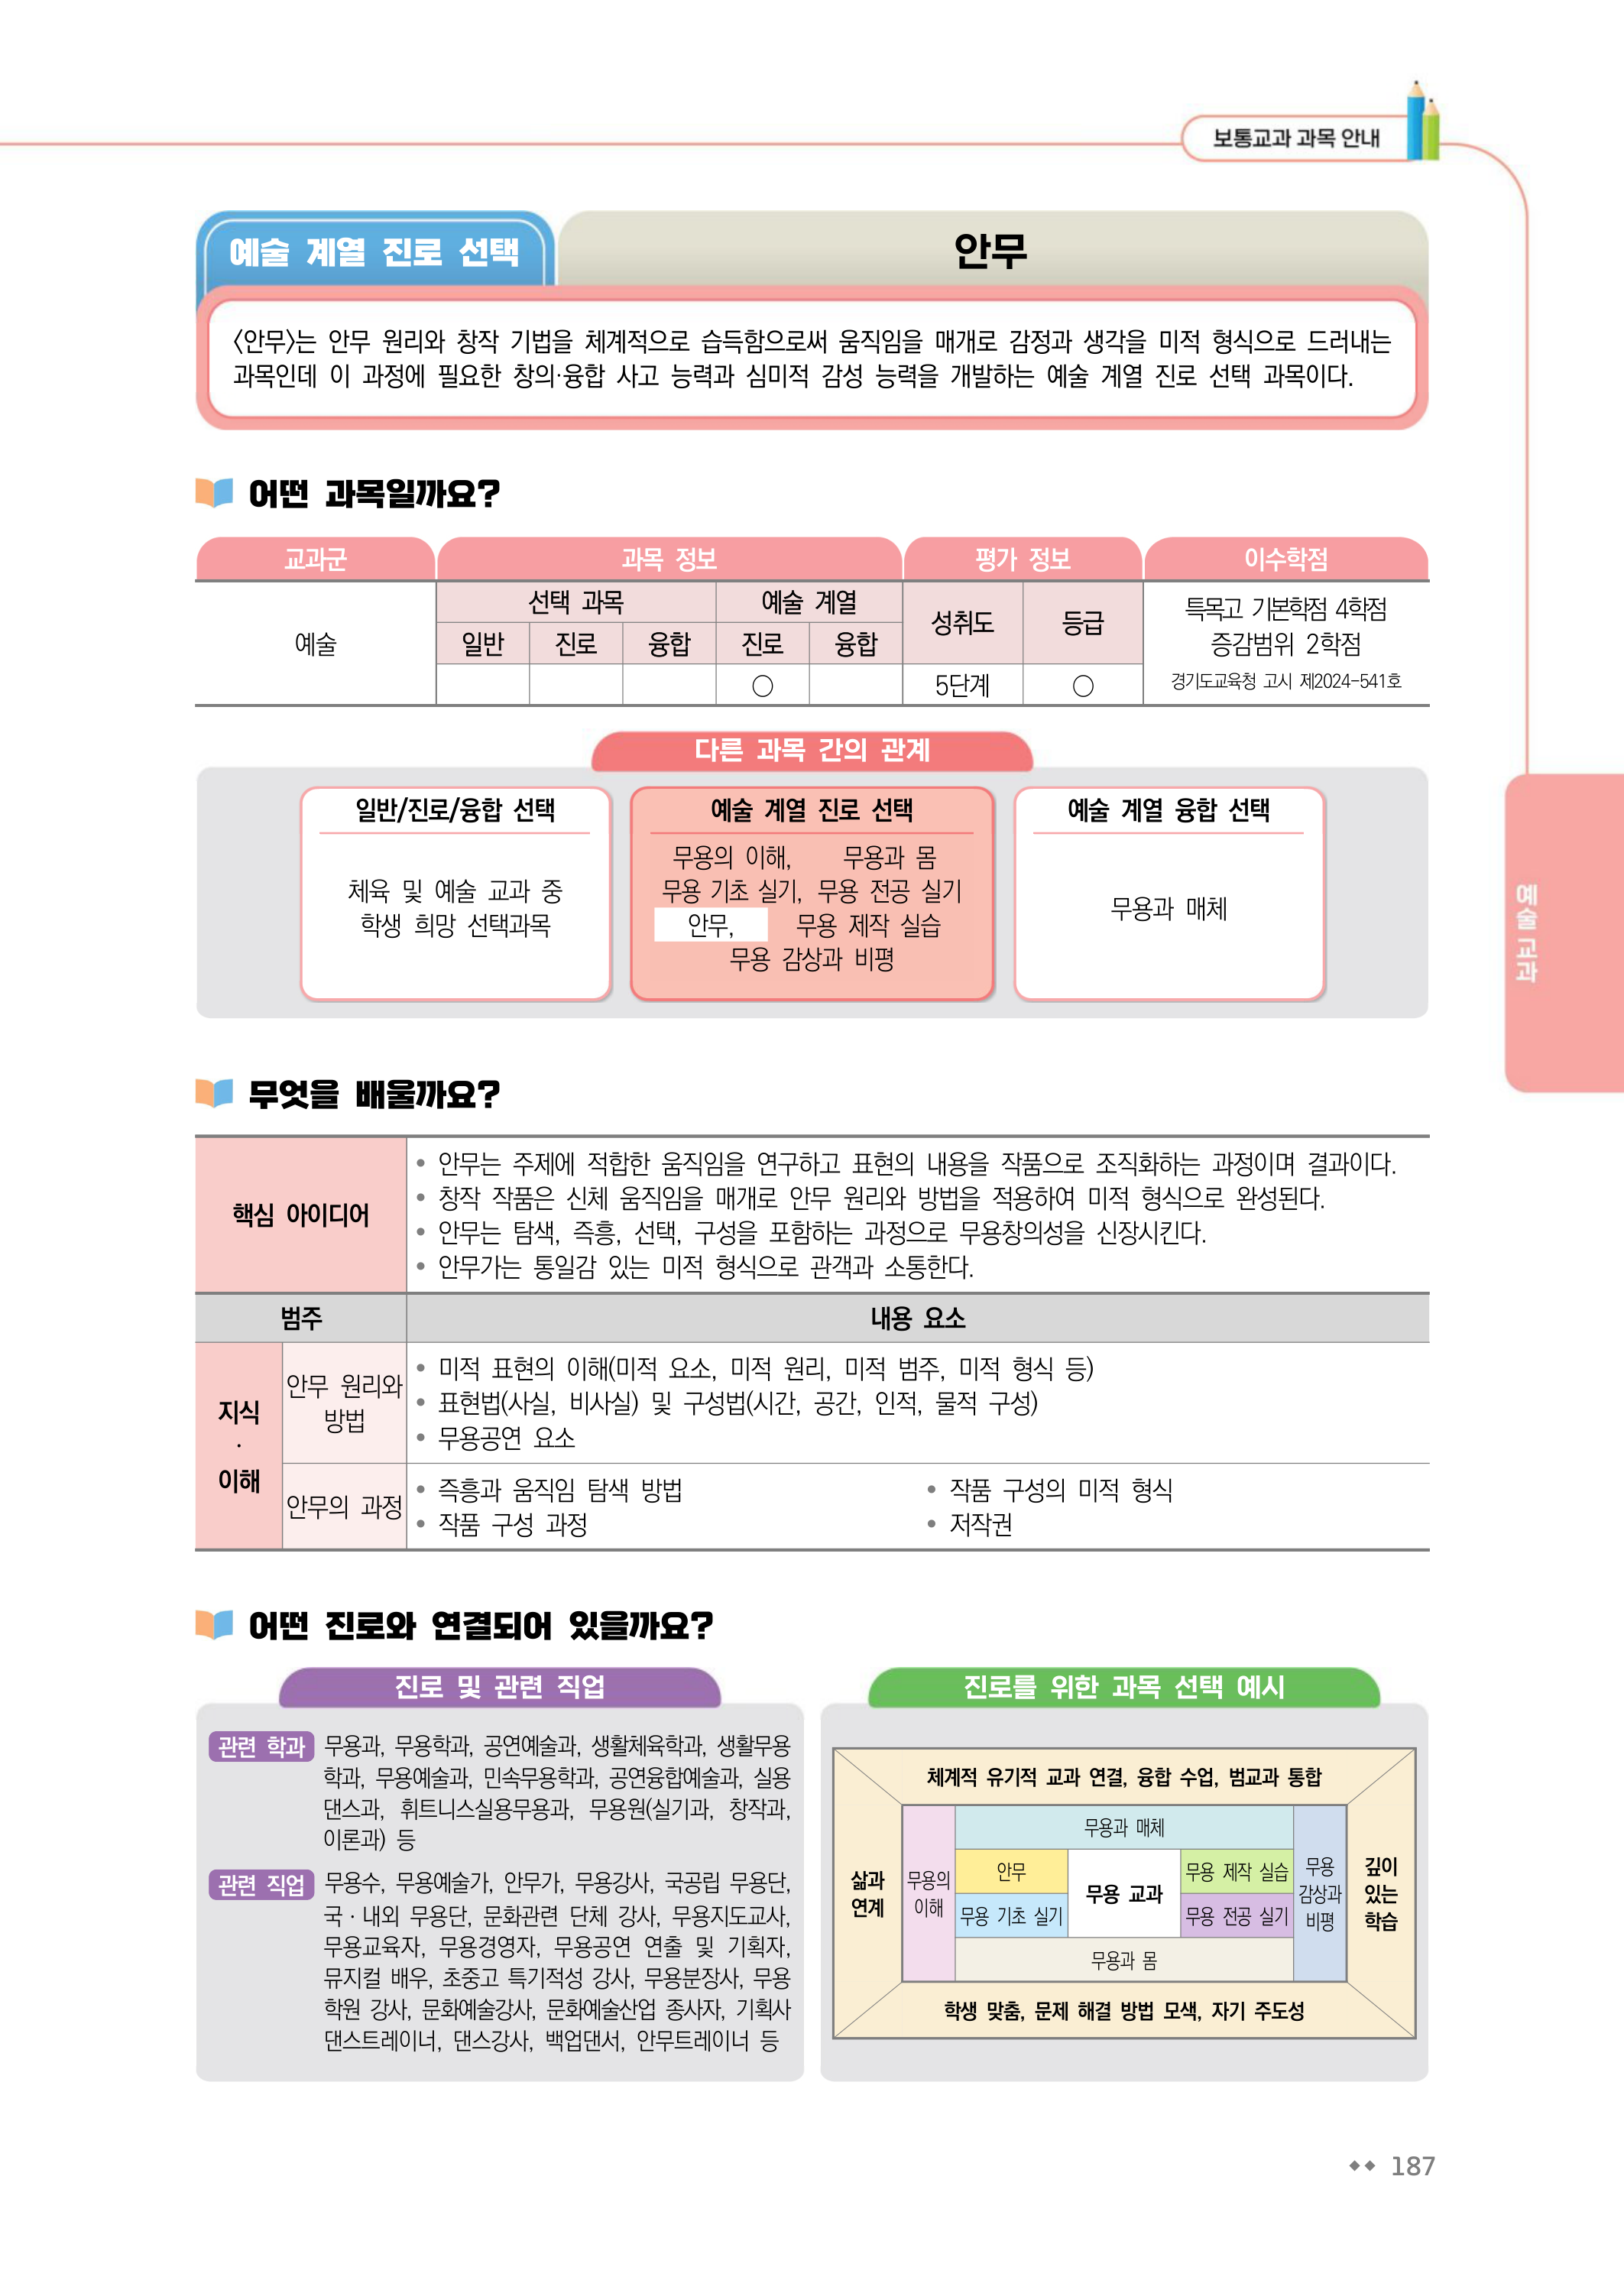 보통교과 과목 안내
예술 계열 진로 선택
안무
<안무>는 안무 원리와 창작 기법을 체계적으로 습득함으로써 움직임을 매개로 감정과 생각을 미적 형식으로 드러내는
과목인데 이 과정에 필요한 창의·융합 사고 능력과 심미적 감성 능력을 개발하는 예술 계열 진로 선택 과목이다.
어떤 과목일까요?
교과군 과목 정보 평가 정보 이수학점
예술
선택 과목 예술 계열
일반 진로 융합 진로 융합
성취도 등급
○ 5단계 ○
특목고 기본학점 4학점
증감범위 2학점
경기도교육청 고시 제2024-541호
다른 과목 간의 관계
일반/진로/융합 선택
체육 및 예술 교과 중
학생 희망 선택과목
예술 계열 진로 선택
무용의 이해, 무용과 몸
무용 기초 실기, 무용 전공 실기
안무, 무용 제작 실습
무용 감상과 비평
예술 계열 융합 선택
무용과 매체
예술 교과
무엇을 배울까요?
핵심 아이디어
• 안무는 주제에 적합한 움직임을 연구하고 표현의 내용을 작품으로 조직화하는 과정이며 결과이다.
• 창작 작품은 신체 움직임을 매개로 안무 원리와 방법을 적용하여 미적 형식으로 완성된다.
• 안무는 탐색, 즉흥, 선택, 구성을 포함하는 과정으로 무용창의성을 신장시킨다.
• 안무가는 통일감 있는 미적 형식으로 관객과 소통한다.
범주 내용 요소
지식
·
이해
안무 원리와
방법
• 미적 표현의 이해(미적 요소, 미적 원리, 미적 범주, 미적 형식 등)
• 표현법(사실, 비사실) 및 구성법(시간, 공간, 인적, 물적 구성)
• 무용공연 요소
안무의 과정
• 즉흥과 움직임 탐색 방법 • 작품 구성의 미적 형식
• 작품 구성 과정 • 저작권
어떤 진로와 연결되어 있을까요?
진로 및 관련 직업
관련 학과 무용과, 무용학과, 공연예술과, 생활체육학과, 생활무용
학과, 무용예술과, 민속무용학과, 공연융합예술과, 실용
댄스과, 휘트니스실용무용과, 무용원(실기과, 창작과,
이론과) 등
관련 직업 무용수, 무용예술가, 안무가, 무용강사, 국공립 무용단,
국·내외 무용단, 문화관련 단체 강사, 무용지도교사,
무용교육자, 무용경영자, 무용공연 연출 및 기획자,
뮤지컬 배우, 초중고 특기적성 강사, 무용분장사, 무용
학원 강사, 문화예술강사, 문화예술산업 종사자, 기획사
댄스트레이너, 댄스강사, 백업댄서, 안무트레이너 등
진로를 위한 과목 선택 예시
체계적 유기적 교과 연결, 융합 수업, 범교과 통합
삶과
연계
무용의
이해
무용과 매체
안무
무용 기초 실기
무용 교과
무용 제작 실습
무용 전공 실기
무용과 몸
무용
감상과
비평
깊이
있는
학습
학생 맞춤, 문제 해결 방법 모색, 자기 주도성
187